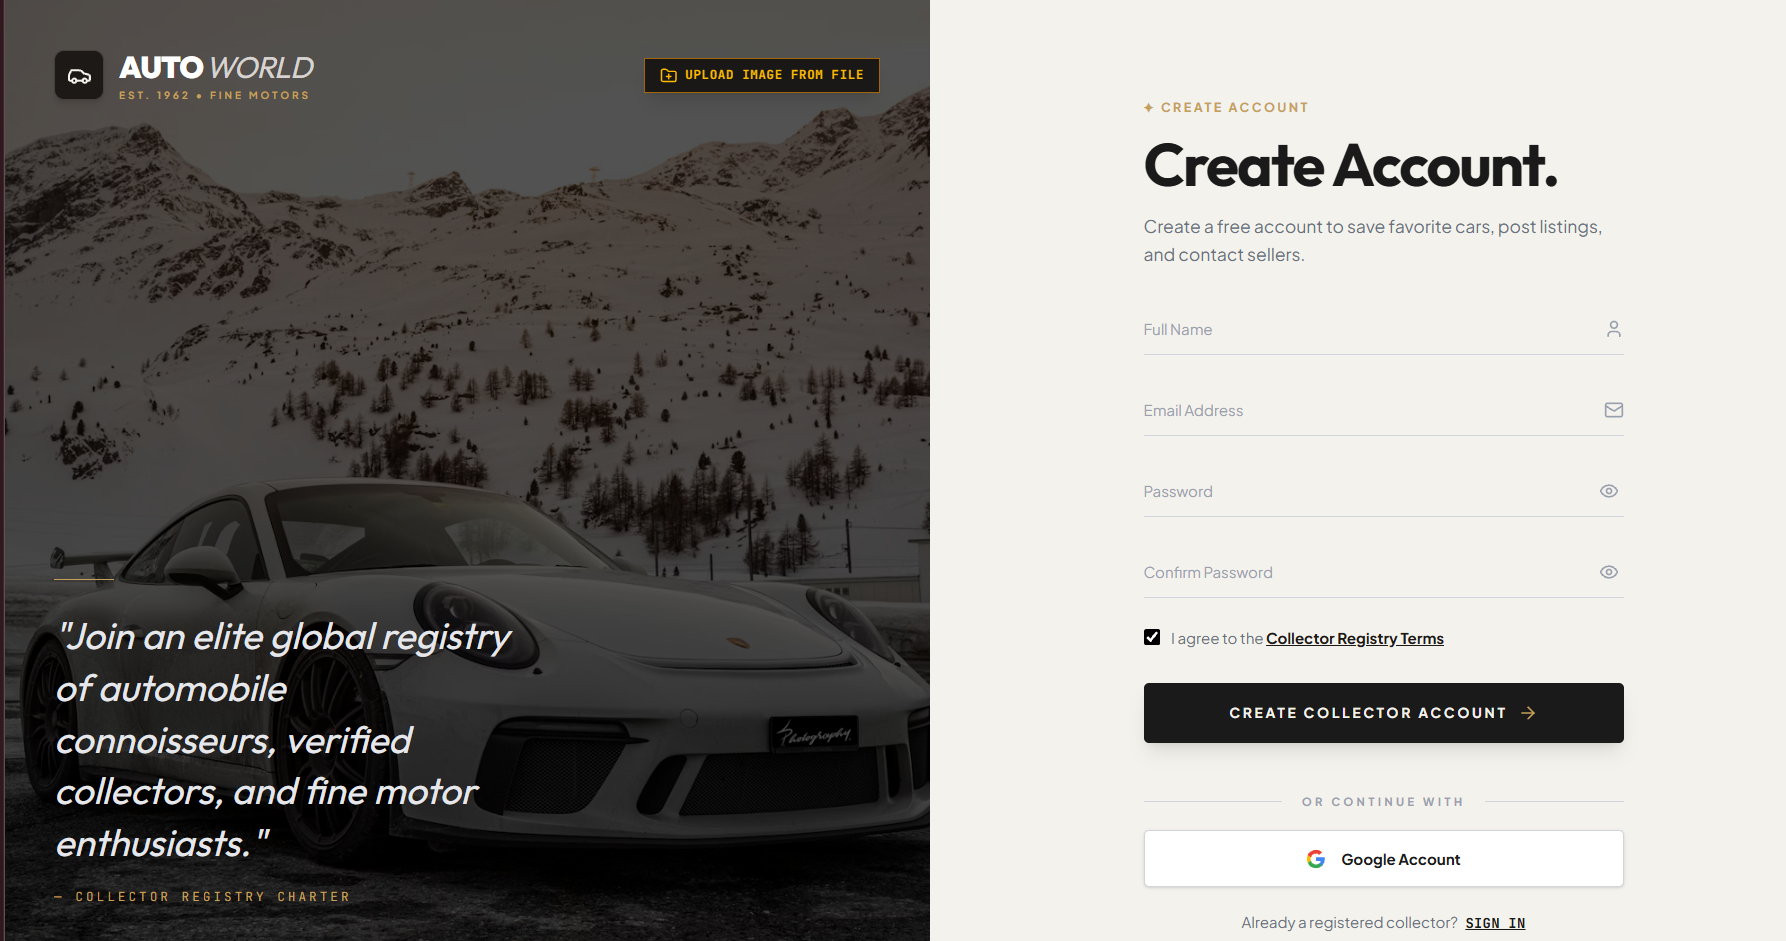 AUTO WORLD
EST. 1962 • FINE MOTORS
UPLOAD IMAGE FROM FILE
"Join an elite global registry
of automobile
connoisseurs, verified
collectors, and fine motor
enthusiasts."
— COLLECTOR REGISTRY CHARTER
Photography
✦ CREATE ACCOUNT
Create Account.
Create a free account to save favorite cars, post listings,
and contact sellers.
Full Name
Email Address
Password
Confirm Password
I agree to the Collector Registry Terms
CREATE COLLECTOR ACCOUNT →
OR CONTINUE WITH
Google Account
Already a registered collector? SIGN IN